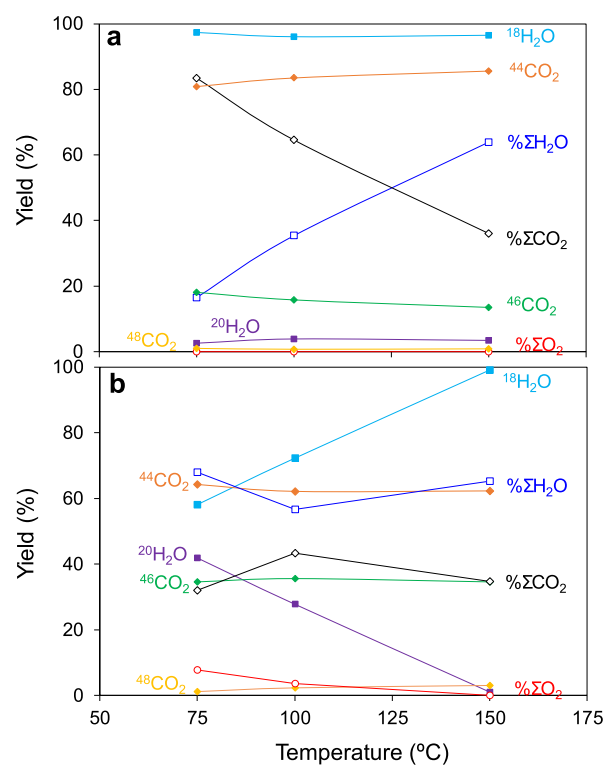 100
a
¹⁸H₂O
⁴⁴CO₂
80
%ΣH₂O
60
Yield (%)
40
%ΣCO₂
20
⁴⁶CO₂
²⁰H₂O
⁴⁸CO₂
%ΣO₂
0
100
b
¹⁸H₂O
80
⁴⁴CO₂
%ΣH₂O
60
Yield (%)
²⁰H₂O
40
⁴⁶CO₂
%ΣCO₂
20
⁴⁸CO₂
%ΣO₂
0
50 75 100 125 150 175
Temperature (ºC)